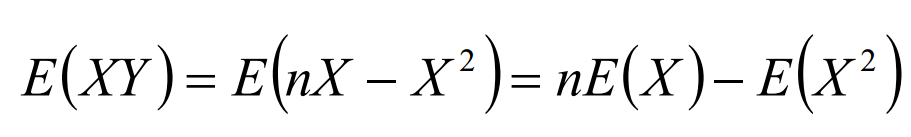 E(XY) = E(nX − X²) = nE(X) − E(X²)